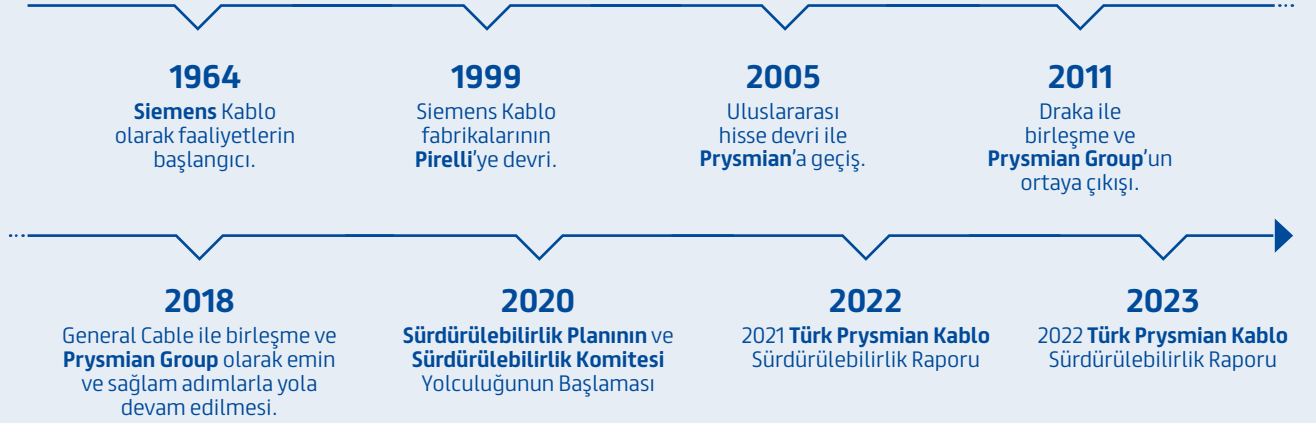 1964
Siemens Kablo
olarak faaliyetlerin
başlangıcı.
1999
Siemens Kablo
fabrikalarının
Pirelli'ye devri.
2005
Uluslararası
hisse devri ile
Prysmian'a geçiş.
2011
Draka ile
birleşme ve
Prysmian Group'un
ortaya çıkışı.
2018
General Cable ile birleşme ve
Prysmian Group olarak emin
ve sağlam adımlarla yola
devam edilmesi.
2020
Sürdürülebilirlik Planının ve
Sürdürülebilirlik Komitesi
Yolculuğunun Başlaması
2022
2021 Türk Prysmian Kablo
Sürdürülebilirlik Raporu
2023
2022 Türk Prysmian Kablo
Sürdürülebilirlik Raporu